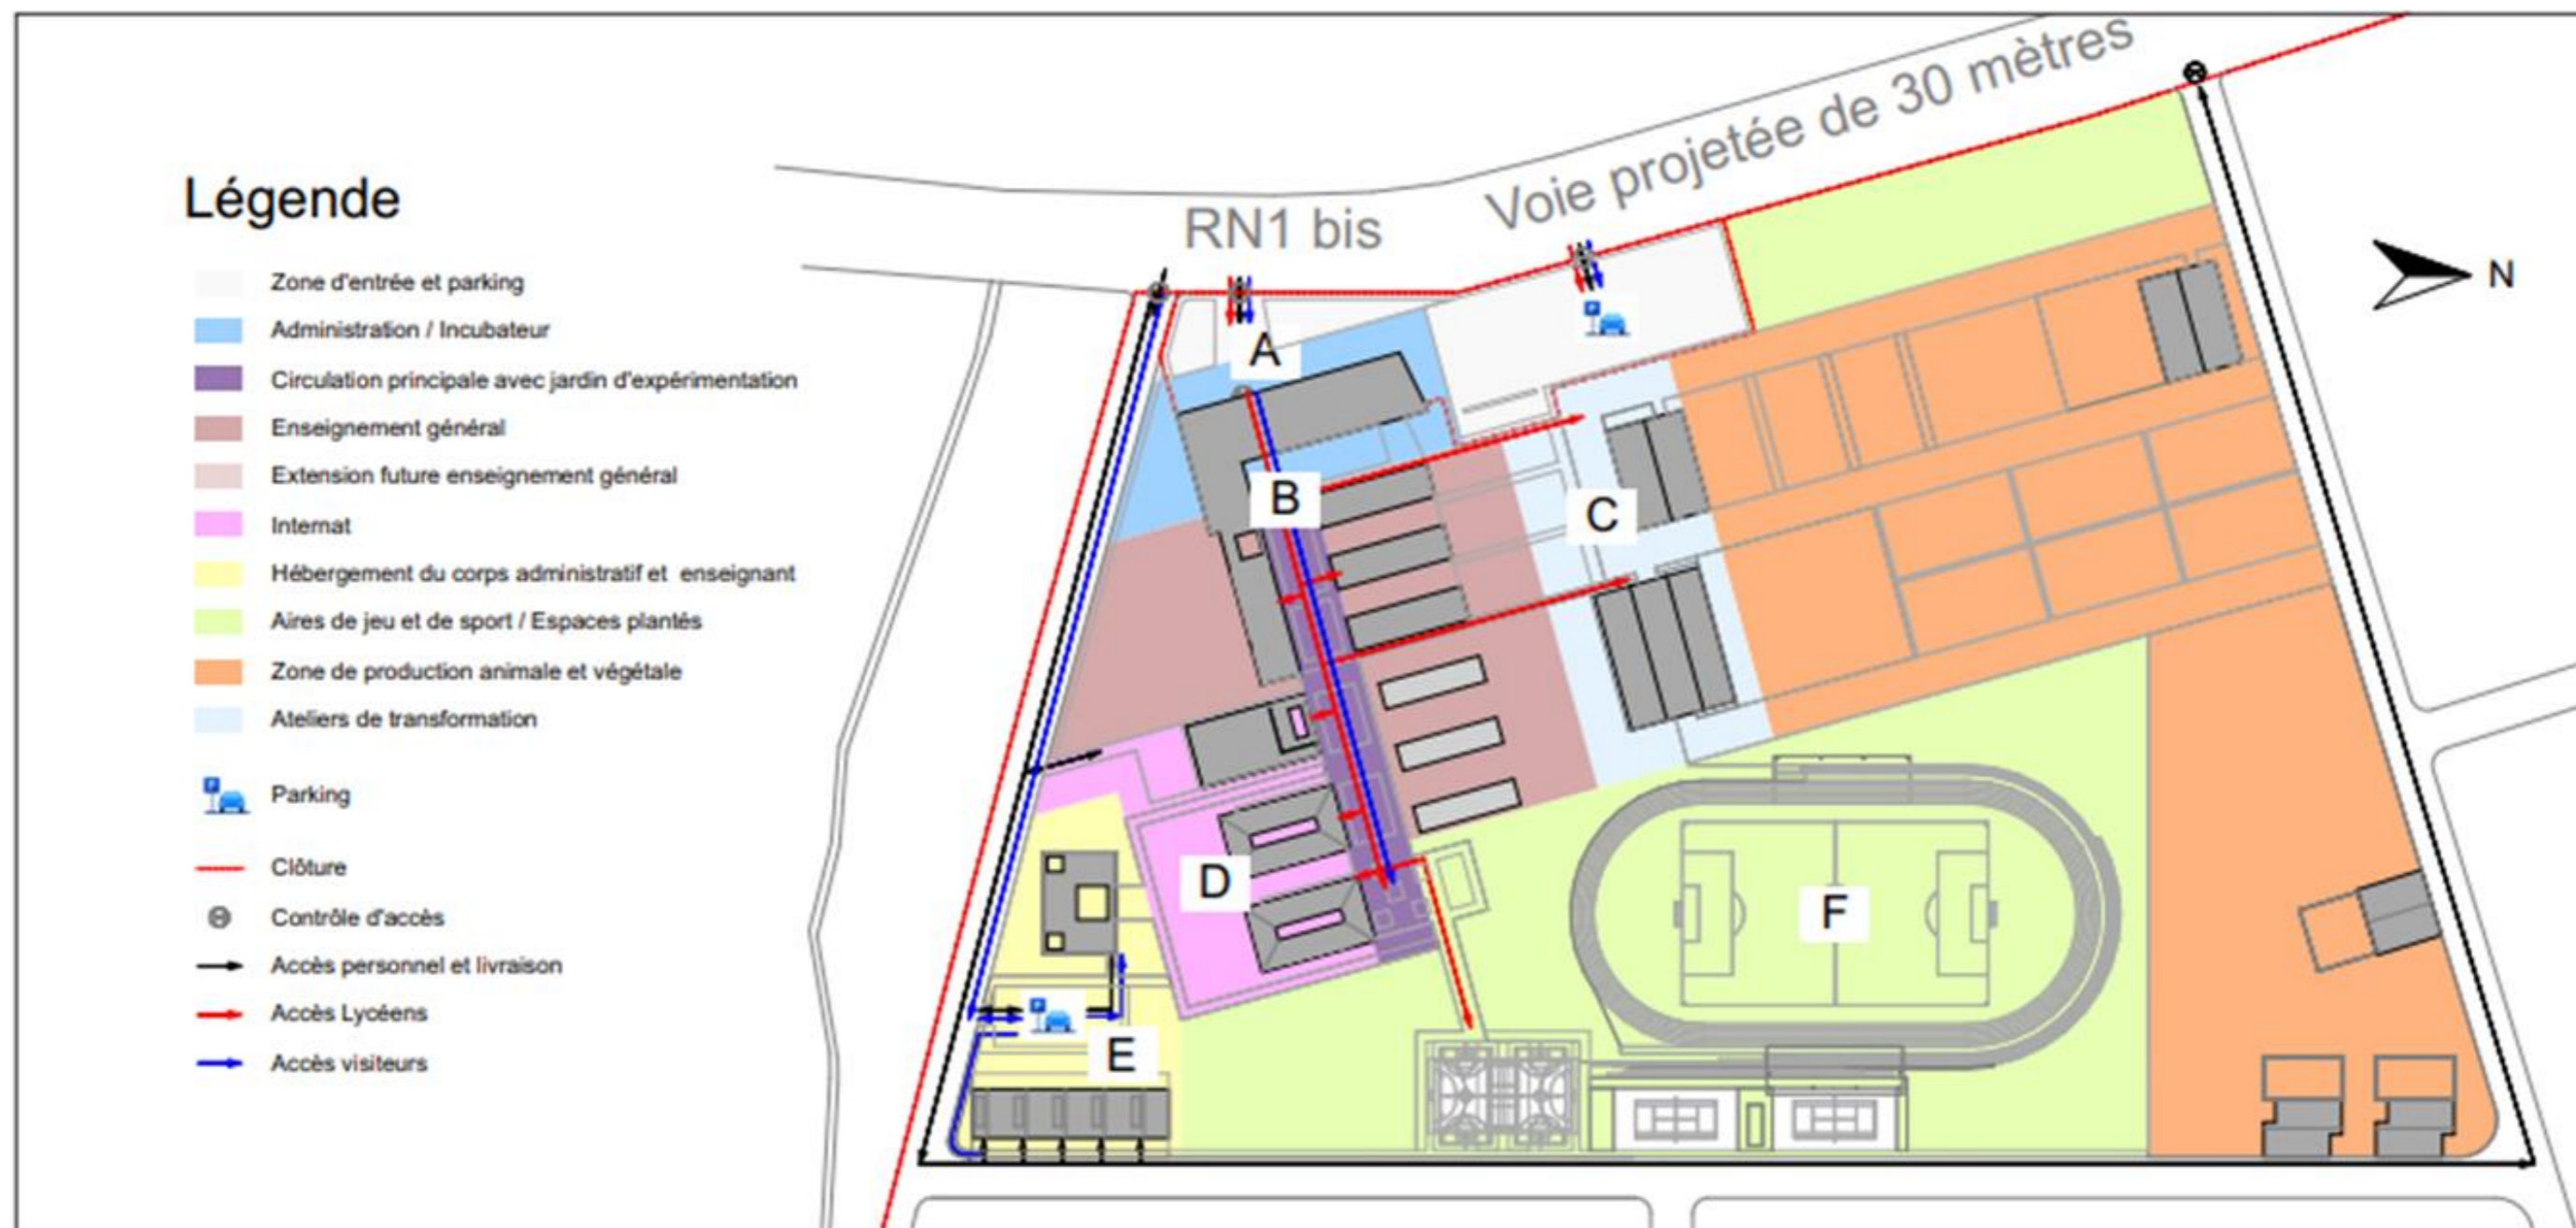 Légende
Zone d'entrée et parking
Administration / Incubateur
Circulation principale avec jardin d'expérimentation
Enseignement général
Extension future enseignement général
Internat
Hébergement du corps administratif et enseignant
Aires de jeu et de sport / Espaces plantés
Zone de production animale et végétale
Ateliers de transformation
P
Parking
Clôture
Contrôle d'accès
Accès personnel et livraison
Accès Lycéens
Accès visiteurs
RN1 bis
Voie projetée de 30 mètres
N
P
A
B
C
D
F
P
E